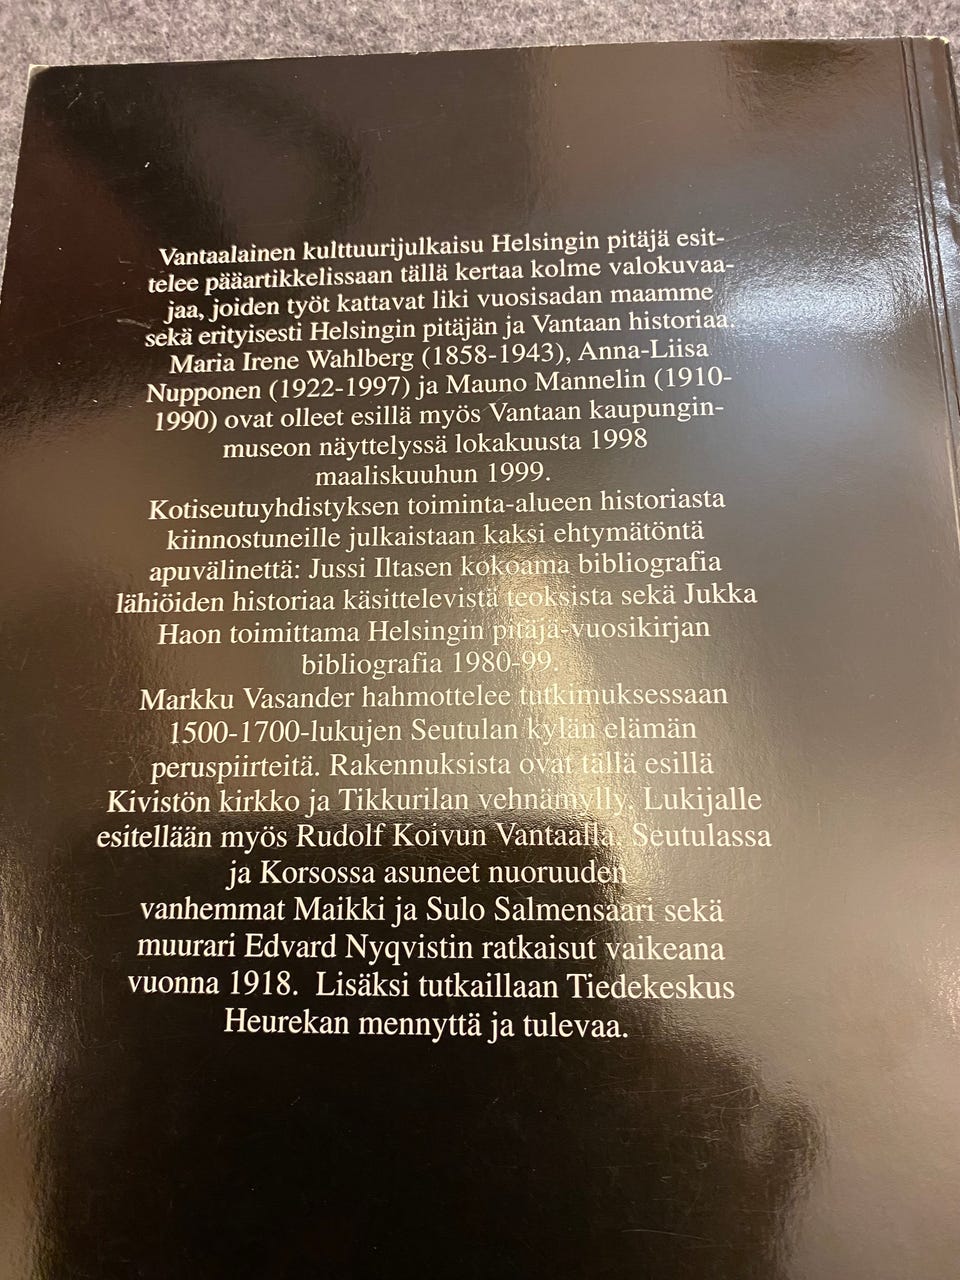 Vantaalainen kulttuurijulkaisu Helsingin pitäjä esit-
telee pääartikkelissaan tällä kertaa kolme valokuvaa-
jaa, joiden työt kattavat liki vuosisadan maamme
sekä erityisesti Helsingin pitäjän ja Vantaan historiaa.
Maria Irene Wahlberg (1858-1943), Anna-Liisa
Nupponen (1922-1997) ja Mauno Mannelin (1910-
1990) ovat olleet esillä myös Vantaan kaupungin-
museon näyttelyssä lokakuusta 1998
maaliskuuhun 1999.
Kotiseutuyhdistyksen toiminta-alueen historiasta
kiinnostuneille julkaistaan kaksi ehtymätöntä
apuvälinettä: Jussi Iltasen kokoama bibliografia
lähiöiden historiaa käsittelevistä teoksista sekä Jukka
Haon toimittama Helsingin pitäjä-vuosikirjan
bibliografia 1980-99.
Markku Vasander hahmottelee tutkimuksessaan
1500-1700-lukujen Seutulan kylän elämän
peruspiirteitä. Rakennuksista ovat tällä esillä
Kivistön kirkko ja Tikkurilan vehnämylly. Lukijalle
esitellään myös Rudolf Koivun Vantaalla, Seutulassa
ja Korsossa asuneet nuoruuden
vanhemmat Maikki ja Sulo Salmensaari sekä
muurari Edvard Nyqvistin ratkaisut vaikeana
vuonna 1918. Lisäksi tutkaillaan Tiedekeskus
Heurekan mennyttä ja tulevaa.